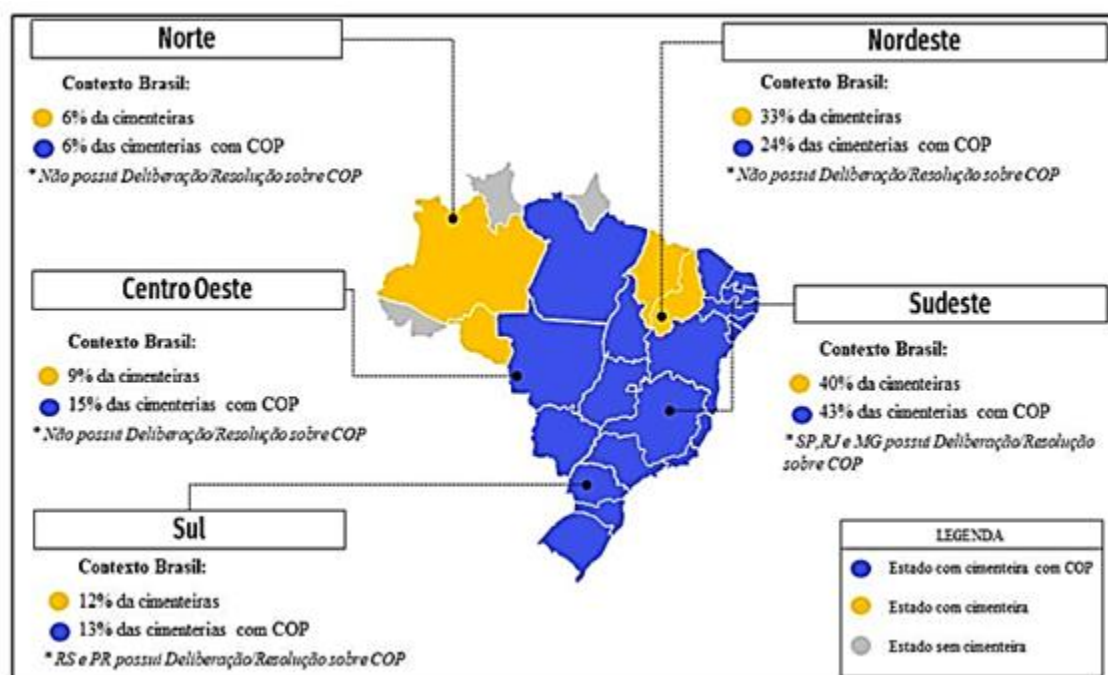 Norte
Contexto Brasil:
6% da cimenteiras
6% das cimenterias com COP
* Não possui Deliberação/Resolução sobre COP
Nordeste
Contexto Brasil:
33% da cimenteiras
24% das cimenterias com COP
* Não possui Deliberação/Resolução sobre COP
Centro Oeste
Contexto Brasil:
9% da cimenteiras
15% das cimenterias com COP
* Não possui Deliberação/Resolução sobre COP
Sudeste
Contexto Brasil:
40% da cimenteiras
43% das cimenterias com COP
* SP,RJ e MG possui Deliberação/Resolução
sobre COP
Sul
Contexto Brasil:
12% da cimenteiras
13% das cimenterias com COP
* RS e PR possui Deliberação/Resolução sobre COP
LEGENDA
Estado com cimenteira com COP
Estado com cimenteira
Estado sem cimenteira